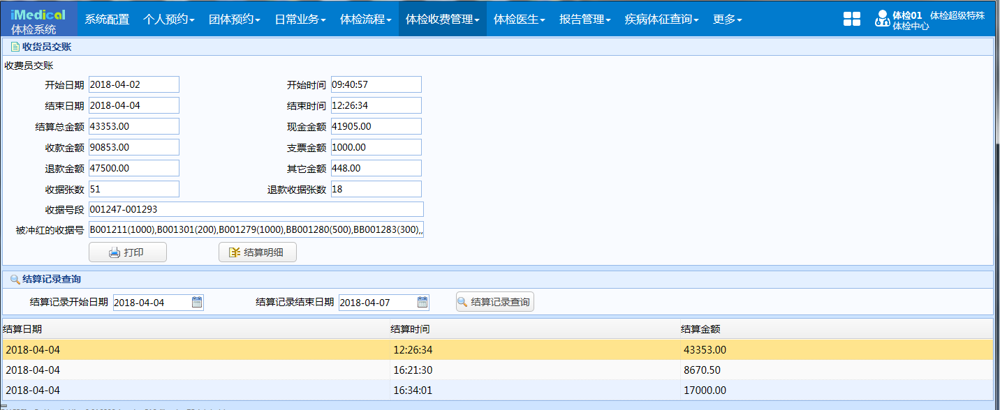 iMedical
体检系统
系统配置 个人预约 团体预约 日常业务 体检流程 体检收费管理 体检医生 报告管理 疾病体征查询 更多
体检01 体检超级特殊
体检中心
收货员交账
收费员交账
开始日期 2018-04-02 开始时间 09:40:57
结束日期 2018-04-04 结束时间 12:26:34
结算总金额 43353.00 现金金额 41905.00
收款金额 90853.00 支票金额 1000.00
退款金额 47500.00 其它金额 448.00
收据张数 51 退款收据张数 18
收据号段 001247-001293
被冲红的收据号 B001211(1000),B001301(200),B001279(1000),BB001280(500),BB001283(300),,
打印 结算明细
结算记录查询
结算记录开始日期 2018-04-04 结算记录结束日期 2018-04-07 结算记录查询
结算日期 结算时间 结算金额
2018-04-04 12:26:34 43353.00
2018-04-04 16:21:30 8670.50
2018-04-04 16:34:01 17000.00